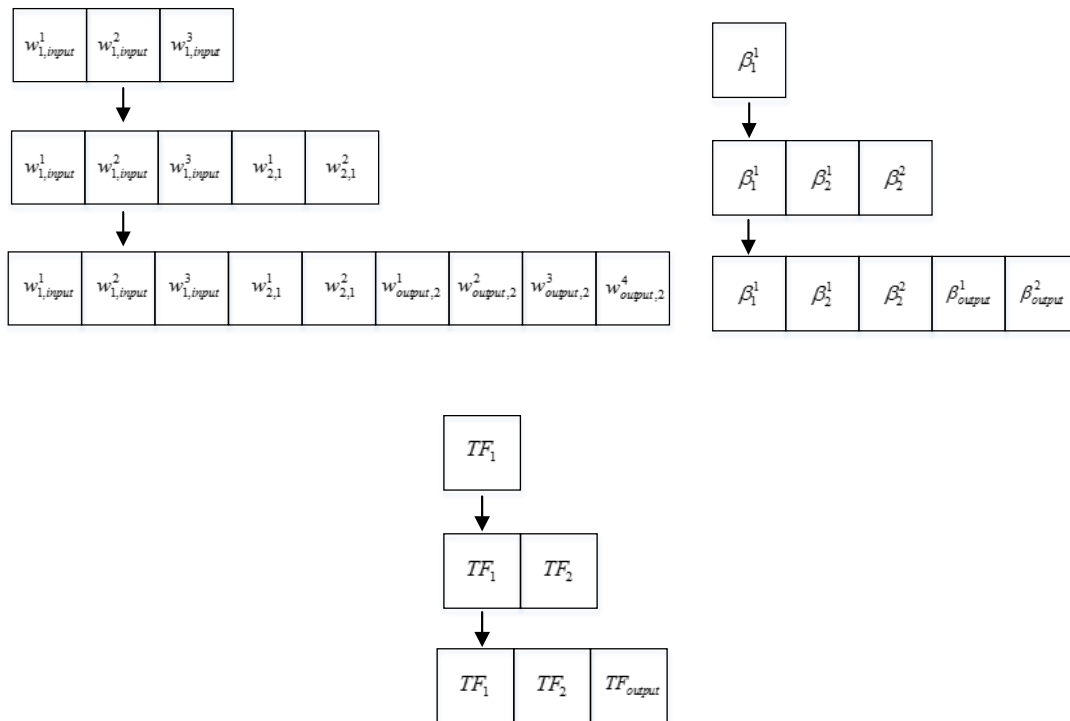 w^1_{1,input} w^2_{1,input} w^3_{1,input}
w^1_{1,input} w^2_{1,input} w^3_{1,input} w^1_{2,1} w^2_{2,1}
w^1_{1,input} w^2_{1,input} w^3_{1,input} w^1_{2,1} w^2_{2,1} w^1_{output,2} w^2_{output,2} w^3_{output,2} w^4_{output,2}
β^1_1
β^1_1 β^1_2 β^2_2
β^1_1 β^1_2 β^2_2 β^1_{output} β^2_{output}
TF_1
TF_1 TF_2
TF_1 TF_2 TF_{output}